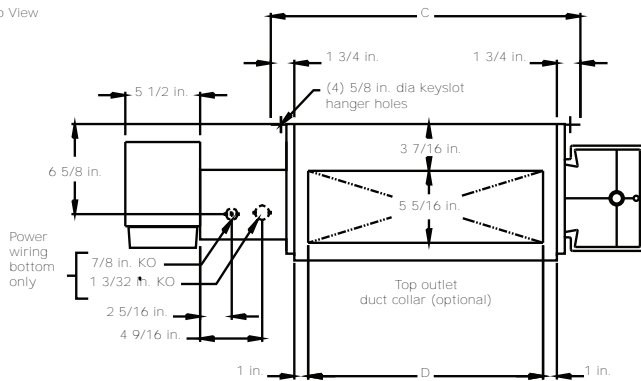 p View
C
1 3/4 in.
1 3/4 in.
5 1/2 in.
(4) 5/8 in. dia keyslot
hanger holes
3 7/16 in.
6 5/8 in.
5 5/16 in.
Power
wiring
bottom
only
7/8 in. KO
1 3/32 in. KO
Top outlet
duct collar (optional)
2 5/16 in.
4 9/16 in.
1 in.
D
1 in.